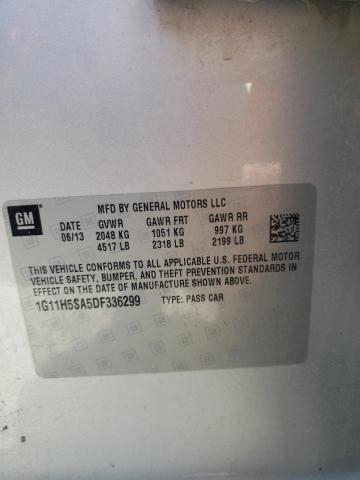 GM
MFD BY GENERAL MOTORS LLC
DATE GVWR GAWR FRT GAWR RR
06/13 2048 KG 1051 KG 997 KG
4517 LB 2318 LB 2199 LB
THIS VEHICLE CONFORMS TO ALL APPLICABLE U.S. FEDERAL MOTOR
VEHICLE SAFETY, BUMPER, AND THEFT PREVENTION STANDARDS IN
EFFECT ON THE DATE OF MANUFACTURE SHOWN ABOVE.
1G11H5SA5DF336299 TYPE: PASS CAR